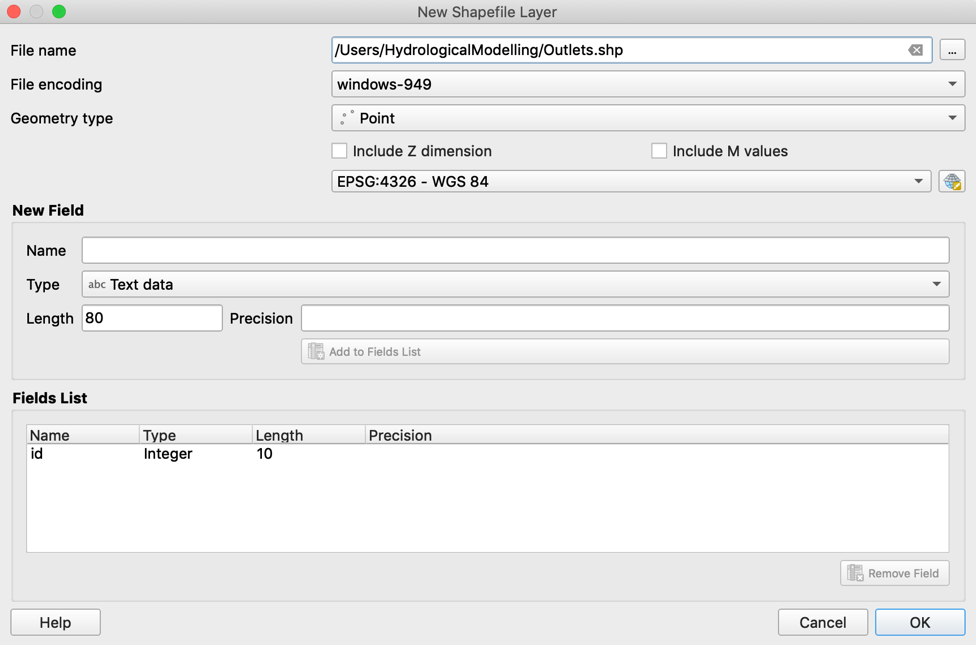 New Shapefile Layer
File name /Users/HydrologicalModelling/Outlets.shp ...
File encoding windows-949
Geometry type Point
Include Z dimension Include M values
EPSG:4326 - WGS 84
New Field
Name
Type abc Text data
Length 80 Precision
Add to Fields List
Fields List
Name Type Length Precision
id Integer 10
Remove Field
Help Cancel OK